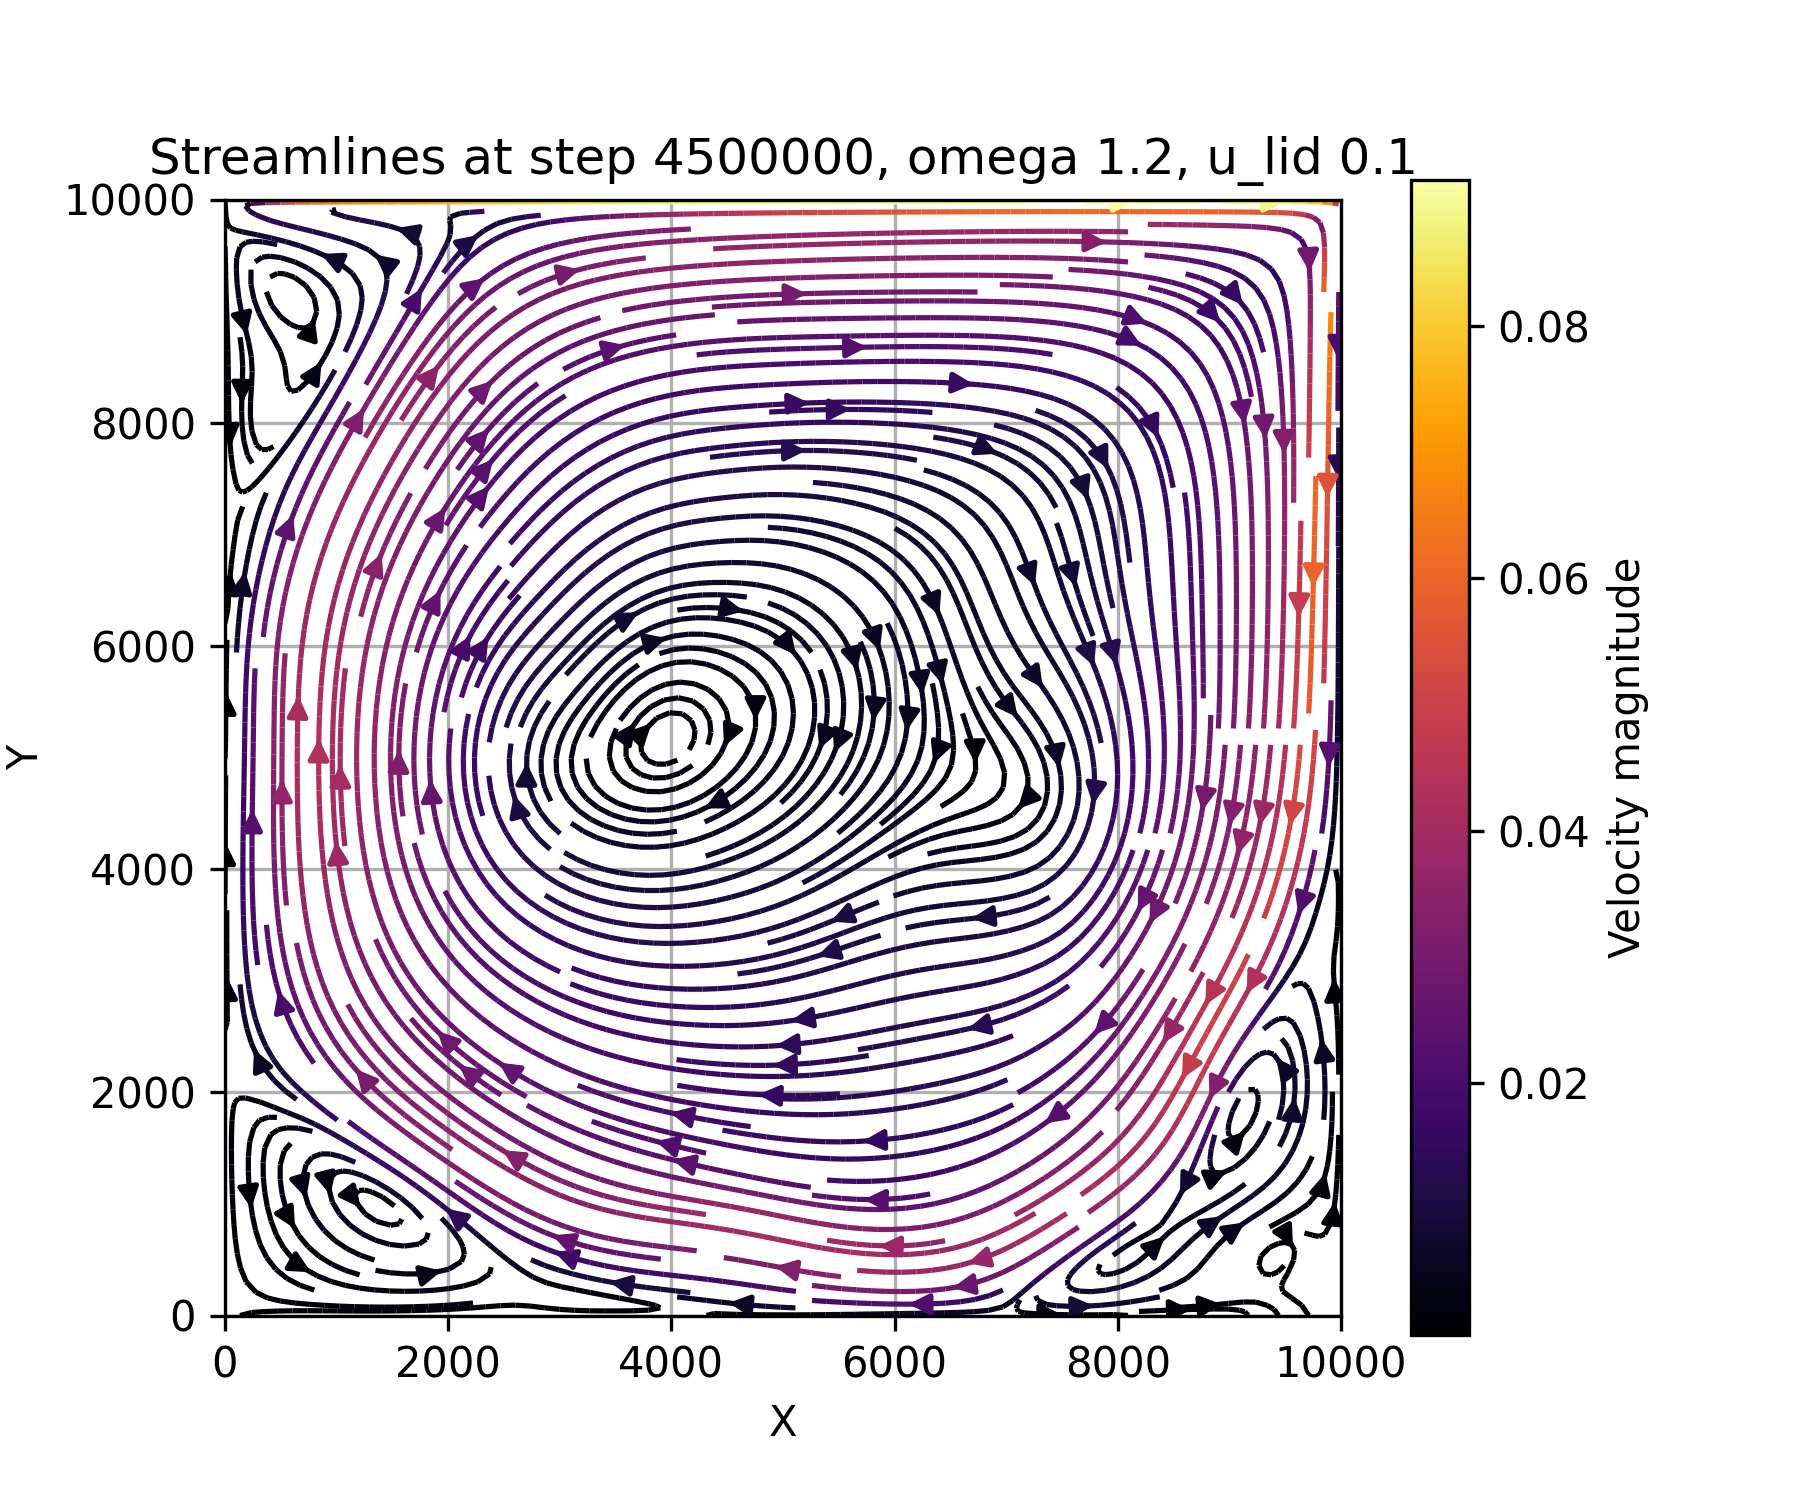 Streamlines at step 4500000, omega 1.2, u_lid 0.1
10000
8000
6000
4000
2000
0
Y
0 2000 4000 6000 8000 10000
X
0.08
0.06
0.04
0.02
Velocity magnitude